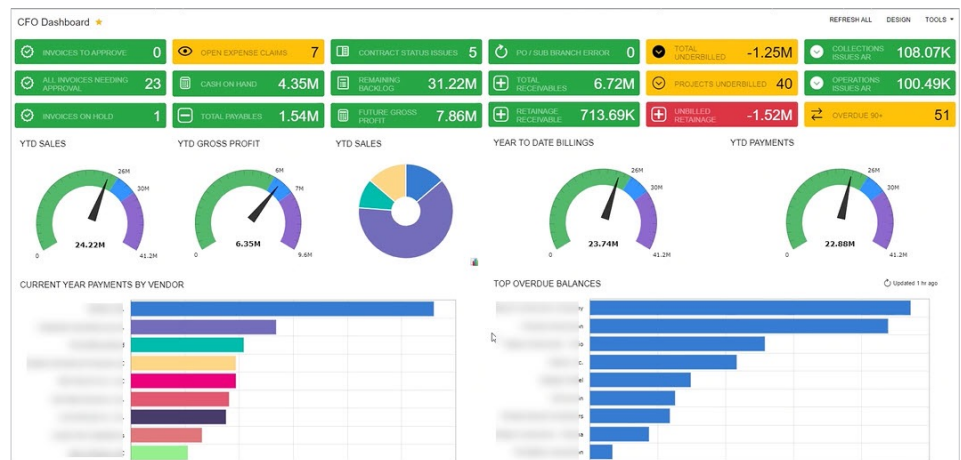 CFO Dashboard
REFRESH ALL
DESIGN
TOOLS
INVOICES TO APPROVE 0
OPEN EXPENSE CLAIMS 7
CONTRACT STATUS ISSUES 5
PO / SUB BRANCH ERROR 0
TOTAL
UNDERBILLED -1.25M
COLLECTIONS
ISSUES AR 108.07K
ALL INVOICES NEEDING
APPROVAL 23
CASH ON HAND 4.35M
REMAINING
BACKLOG 31.22M
TOTAL
RECEIVABLES 6.72M
PROJECTS UNDERBILLED 40
OPERATIONS
ISSUES AR 100.49K
INVOICES ON HOLD 1
TOTAL PAYABLES 1.54M
FUTURE GROSS
PROFIT 7.86M
RETAINAGE
RECEIVABLE 713.69K
UNBILLED
RETAINAGE -1.52M
OVERDUE 90+ 51
YTD SALES
26M
30M
24.22M
0
41.2M
YTD GROSS PROFIT
6M
7M
6.35M
0
9.6M
YTD SALES
YEAR TO DATE BILLINGS
26M
30M
23.74M
0
41.2M
YTD PAYMENTS
26M
30M
22.88M
0
41.2M
CURRENT YEAR PAYMENTS BY VENDOR
TOP OVERDUE BALANCES
Updated 1 hr ago